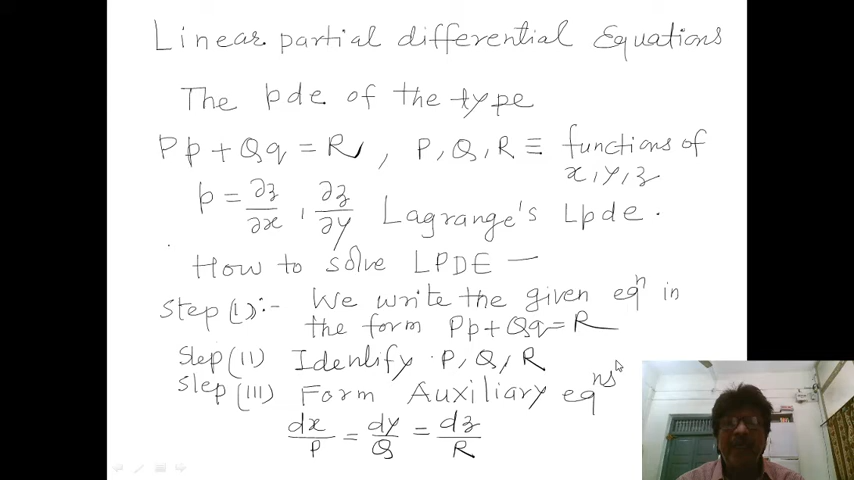 Linear partial differential Equations
The pde of the type
Pp + Qq = R, P, Q, R ≡ functions of
x, y, z
p = ∂z/∂x, ∂z/∂y Lagrange's Lpde.
How to solve LPDE —
Step (I):- We write the given eqⁿ in
the form Pp + Qq = R
Step (II) Identify P, Q, R
Step (III) Form Auxiliary eqⁿˢ
dx/P = dy/Q = dz/R